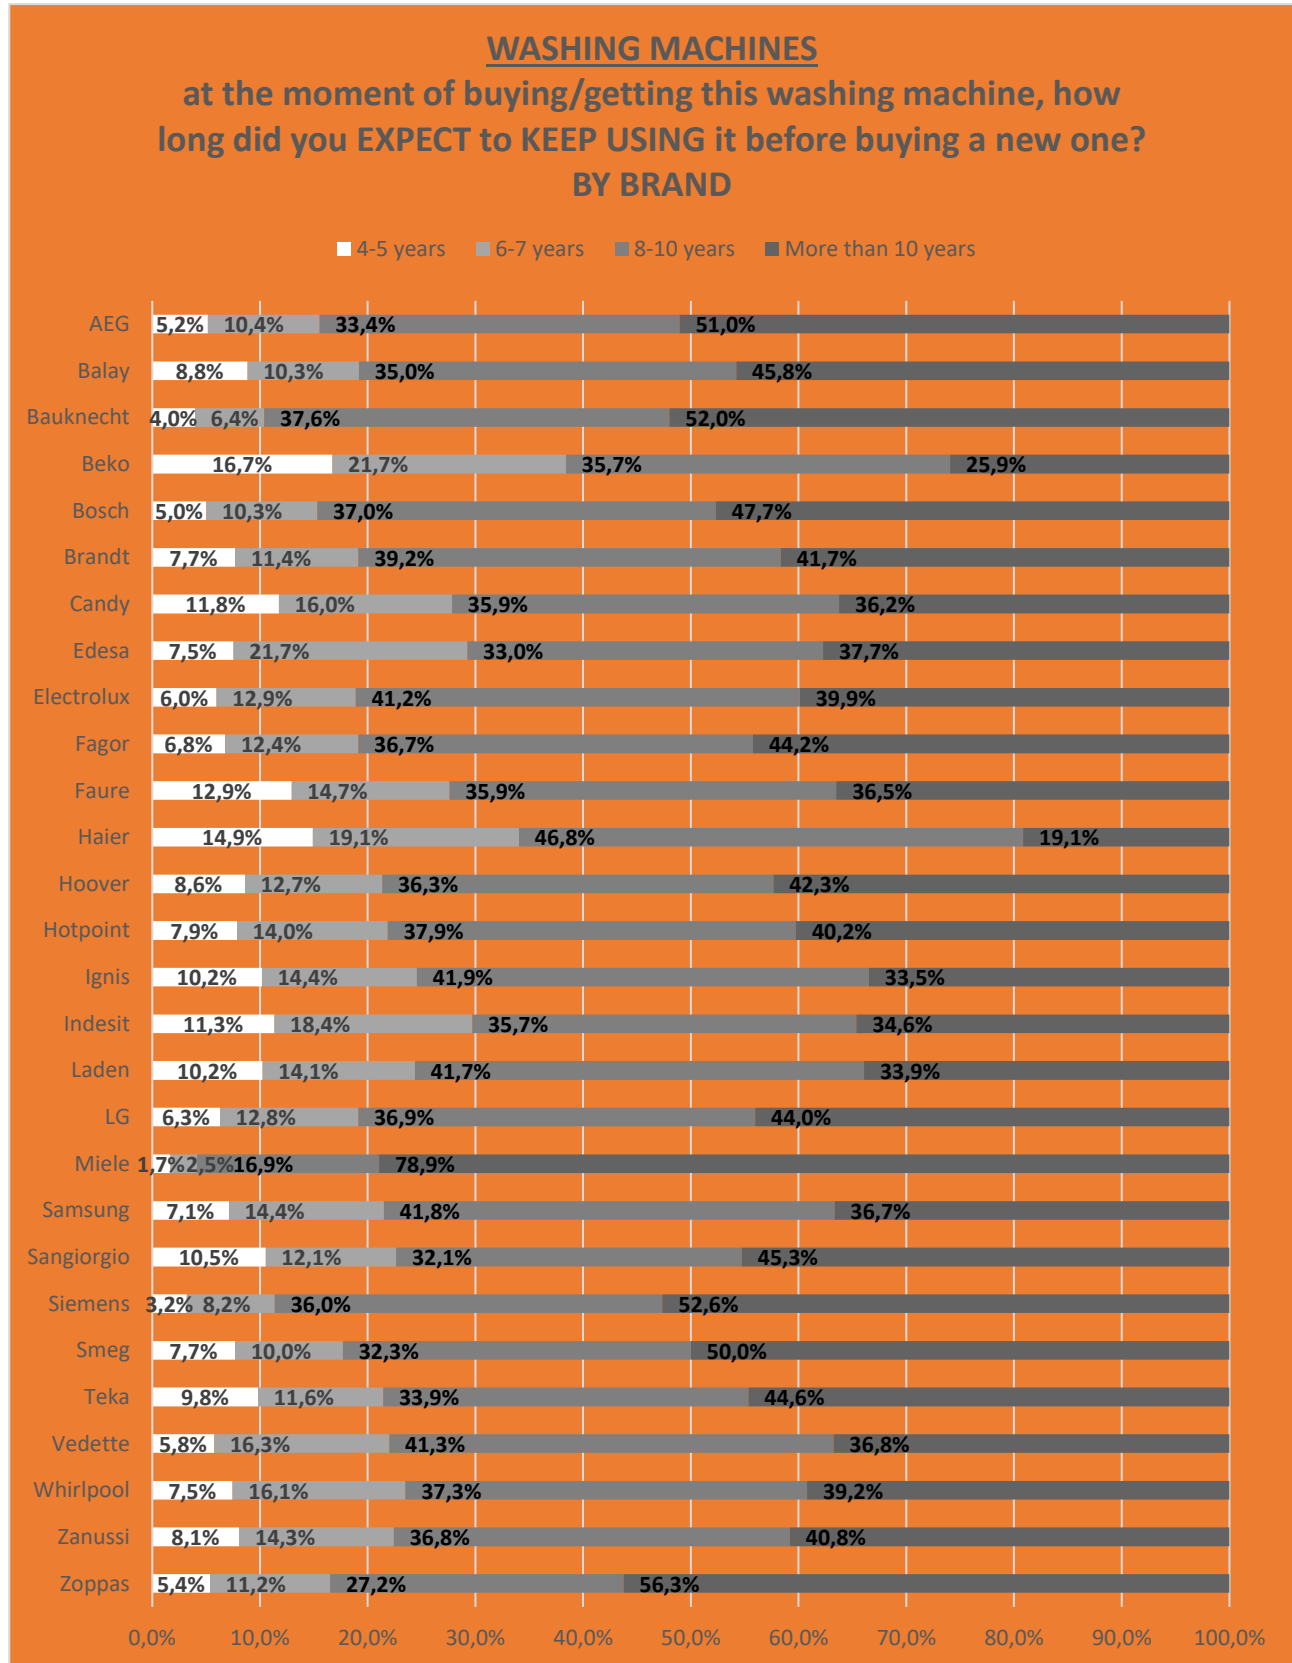 WASHING MACHINES
at the moment of buying/getting this washing machine, how
long did you EXPECT to KEEP USING it before buying a new one?
BY BRAND
4-5 years 6-7 years 8-10 years More than 10 years
AEG 5,2% 10,4% 33,4% 51,0%
Balay 8,8% 10,3% 35,0% 45,8%
Bauknecht 4,0% 6,4% 37,6% 52,0%
Beko 16,7% 21,7% 35,7% 25,9%
Bosch 5,0% 10,3% 37,0% 47,7%
Brandt 7,7% 11,4% 39,2% 41,7%
Candy 11,8% 16,0% 35,9% 36,2%
Edesa 7,5% 21,7% 33,0% 37,7%
Electrolux 6,0% 12,9% 41,2% 39,9%
Fagor 6,8% 12,4% 36,7% 44,2%
Faure 12,9% 14,7% 35,9% 36,5%
Haier 14,9% 19,1% 46,8% 19,1%
Hoover 8,6% 12,7% 36,3% 42,3%
Hotpoint 7,9% 14,0% 37,9% 40,2%
Ignis 10,2% 14,4% 41,9% 33,5%
Indesit 11,3% 18,4% 35,7% 34,6%
Laden 10,2% 14,1% 41,7% 33,9%
LG 6,3% 12,8% 36,9% 44,0%
Miele 1,7% 2,5% 16,9% 78,9%
Samsung 7,1% 14,4% 41,8% 36,7%
Sangiorgio 10,5% 12,1% 32,1% 45,3%
Siemens 3,2% 8,2% 36,0% 52,6%
Smeg 7,7% 10,0% 32,3% 50,0%
Teka 9,8% 11,6% 33,9% 44,6%
Vedette 5,8% 16,3% 41,3% 36,8%
Whirlpool 7,5% 16,1% 37,3% 39,2%
Zanussi 8,1% 14,3% 36,8% 40,8%
Zoppas 5,4% 11,2% 27,2% 56,3%
0,0% 10,0% 20,0% 30,0% 40,0% 50,0% 60,0% 70,0% 80,0% 90,0% 100,0%